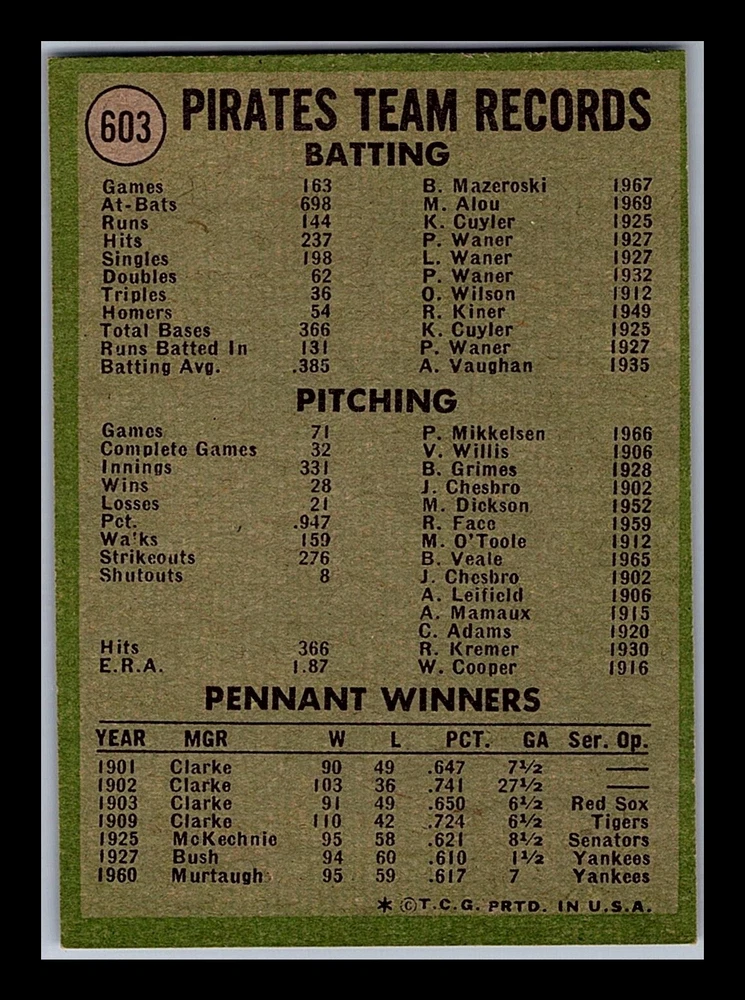 603 PIRATES TEAM RECORDS
BATTING
Games 163 B. Mazeroski 1967
At-Bats 698 M. Alou 1969
Runs 144 K. Cuyler 1925
Hits 237 P. Waner 1927
Singles 198 L. Waner 1927
Doubles 62 P. Waner 1932
Triples 36 O. Wilson 1912
Homers 54 R. Kiner 1949
Total Bases 366 K. Cuyler 1925
Runs Batted In 131 P. Waner 1927
Batting Avg. .385 A. Vaughan 1935
PITCHING
Games 71 P. Mikkelsen 1966
Complete Games 32 V. Willis 1906
Innings 331 B. Grimes 1928
Wins 28 J. Chesbro 1902
Losses 21 M. Dickson 1952
Pct. .947 R. Face 1959
Walks 159 M. O'Toole 1912
Strikeouts 276 B. Veale 1965
Shutouts 8 J. Chesbro 1902
A. Leifield 1906
A. Mamaux 1915
C. Adams 1920
Hits 366 R. Kremer 1930
E.R.A. 1.87 W. Cooper 1916
PENNANT WINNERS
YEAR MGR W L PCT. GA Ser. Op.
1901 Clarke 90 49 .647 7½ —
1902 Clarke 103 36 .741 27½ —
1903 Clarke 91 49 .650 6½ Red Sox
1909 Clarke 110 42 .724 6½ Tigers
1925 McKechnie 95 58 .621 8½ Senators
1927 Bush 94 60 .610 1½ Yankees
1960 Murtaugh 95 59 .617 7 Yankees
* ©T.C.G. PRTD. IN U.S.A.